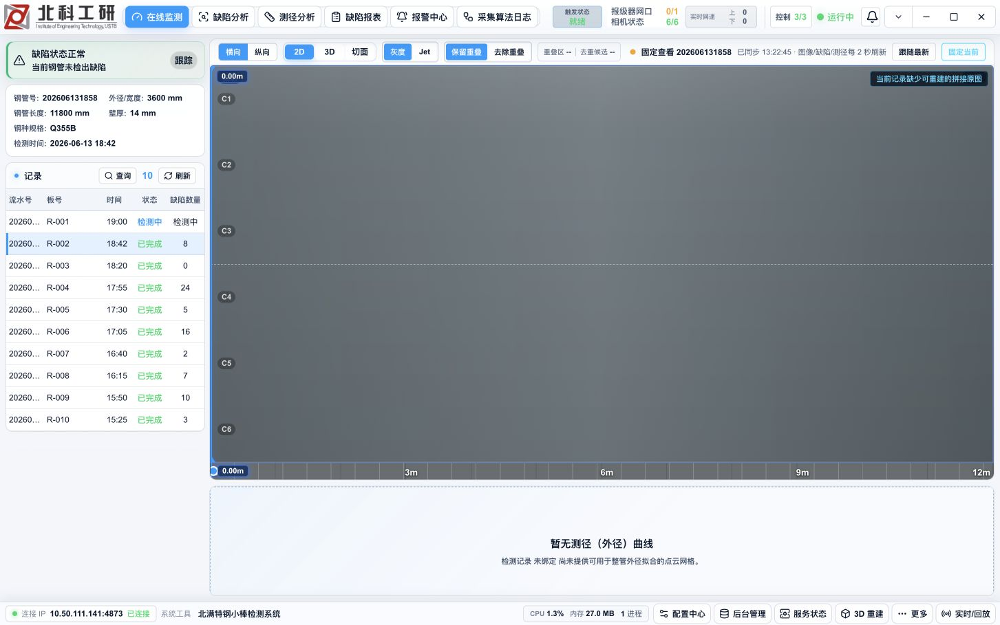 北科工研
Institute of Engineering Technology, USTB
在线监测 缺陷分析 测径分析 缺陷报表 报警中心 采集算法日志
触发状态
就绪
报级器网口 0/1
相机状态 6/6
实时网速 上 0
下 0
控制 3/3 运行中
缺陷状态正常
当前钢管未检出缺陷
跟踪
钢管号: 202606131858 外径/宽度: 3600 mm
钢管长度: 11800 mm 壁厚: 14 mm
钢种规格: Q355B
检测时间: 2026-06-13 18:42
记录 查询 10 刷新
流水号 板号 时间 状态 缺陷数量
20260... R-001 19:00 检测中 检测中
20260... R-002 18:42 已完成 8
20260... R-003 18:20 已完成 0
20260... R-004 17:55 已完成 24
20260... R-005 17:30 已完成 5
20260... R-006 17:05 已完成 16
20260... R-007 16:40 已完成 2
20260... R-008 16:15 已完成 7
20260... R-009 15:50 已完成 10
20260... R-010 15:25 已完成 3
横向 纵向 2D 3D 切面 灰度 Jet 保留重叠 去除重叠 重叠区 -- 去重候选 -- 固定查看 202606131858 已同步 13:22:45 · 图像/缺陷/测径每 2 秒刷新 跟随最新 固定当前
0.00m
当前记录缺少可重建的拼接原图
C1
C2
C3
C4
C5
C6
0.00m 3m 6m 9m 12m
暂无测径（外径）曲线
检测记录 未绑定 尚未提供可用于整管外径拟合的点云网格。
连接 IP 10.50.111.141:4873 已连接 系统工具 北满特钢小棒检测系统
CPU 1.3% 内存 27.0 MB 1 进程 配置中心 后台管理 服务状态 3D 重建 更多 实时/回放